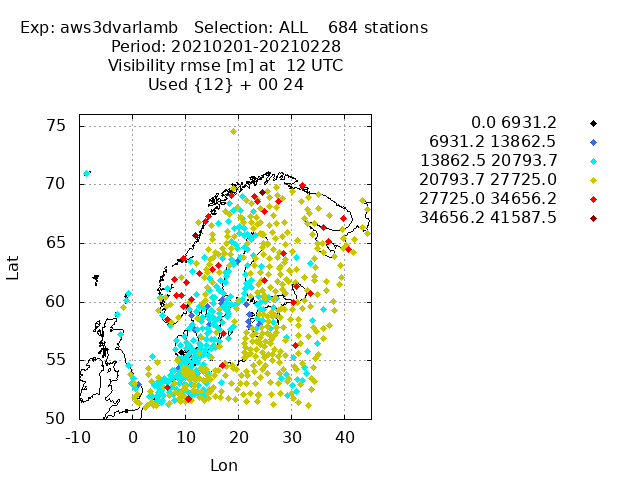 Exp: aws3dvarlamb   Selection: ALL    684 stations
Period: 20210201-20210228
Visibility rmse [m] at  12 UTC
Used {12} + 00 24
0.0 6931.2
6931.2 13862.5
13862.5 20793.7
20793.7 27725.0
27725.0 34656.2
34656.2 41587.5
75
70
65
60
55
50
Lat
-10 0 10 20 30 40
Lon